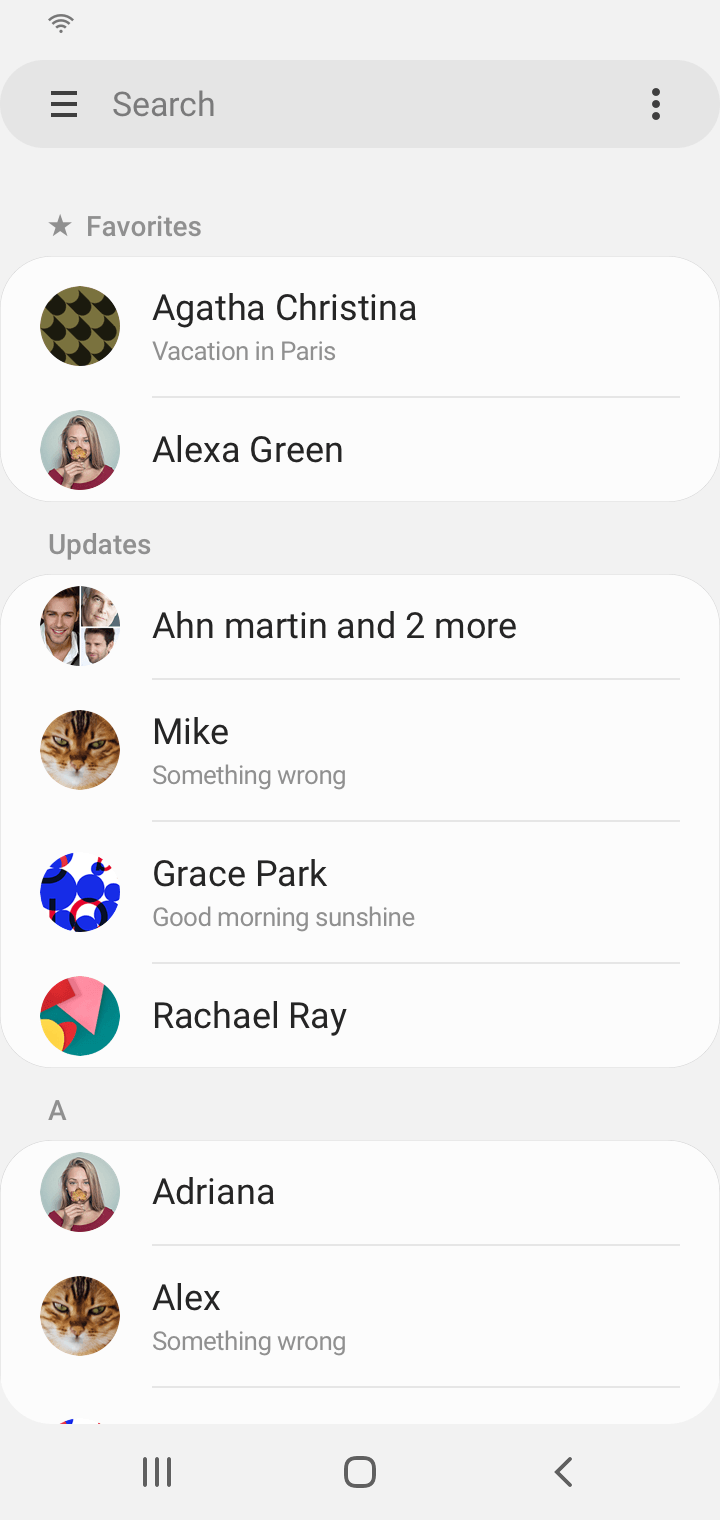 Search
Favorites
Agatha Christina
Vacation in Paris
Alexa Green
Updates
Ahn martin and 2 more
Mike
Something wrong
Grace Park
Good morning sunshine
Rachael Ray
A
Adriana
Alex
Something wrong